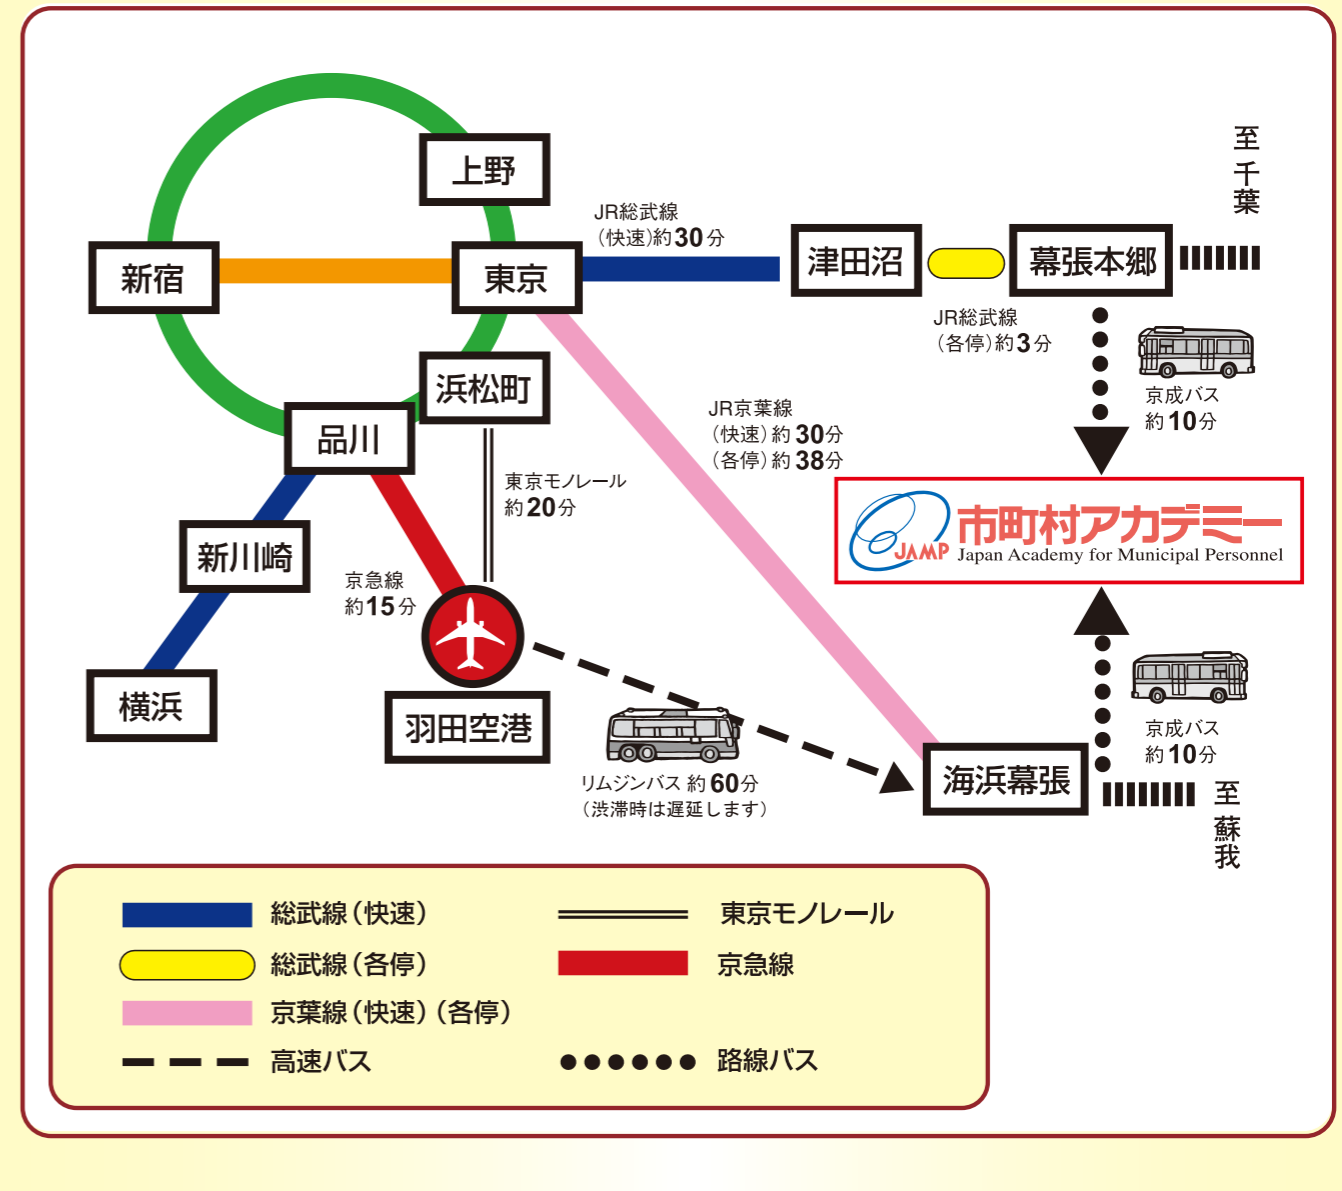 上野
新宿
東京
JR総武線
（快速）約30分
津田沼
幕張本郷
至千葉
JR総武線
（各停）約3分
京成バス
約10分
浜松町
品川
JR京葉線
（快速）約30分
（各停）約38分
東京モノレール
約20分
JAMP
市町村アカデミー
Japan Academy for Municipal Personnel
新川崎
京急線
約15分
横浜
羽田空港
リムジンバス 約60分
（渋滞時は遅延します）
海浜幕張
京成バス
約10分
至蘇我
総武線（快速）
東京モノレール
総武線（各停）
京急線
京葉線（快速）（各停）
高速バス
路線バス